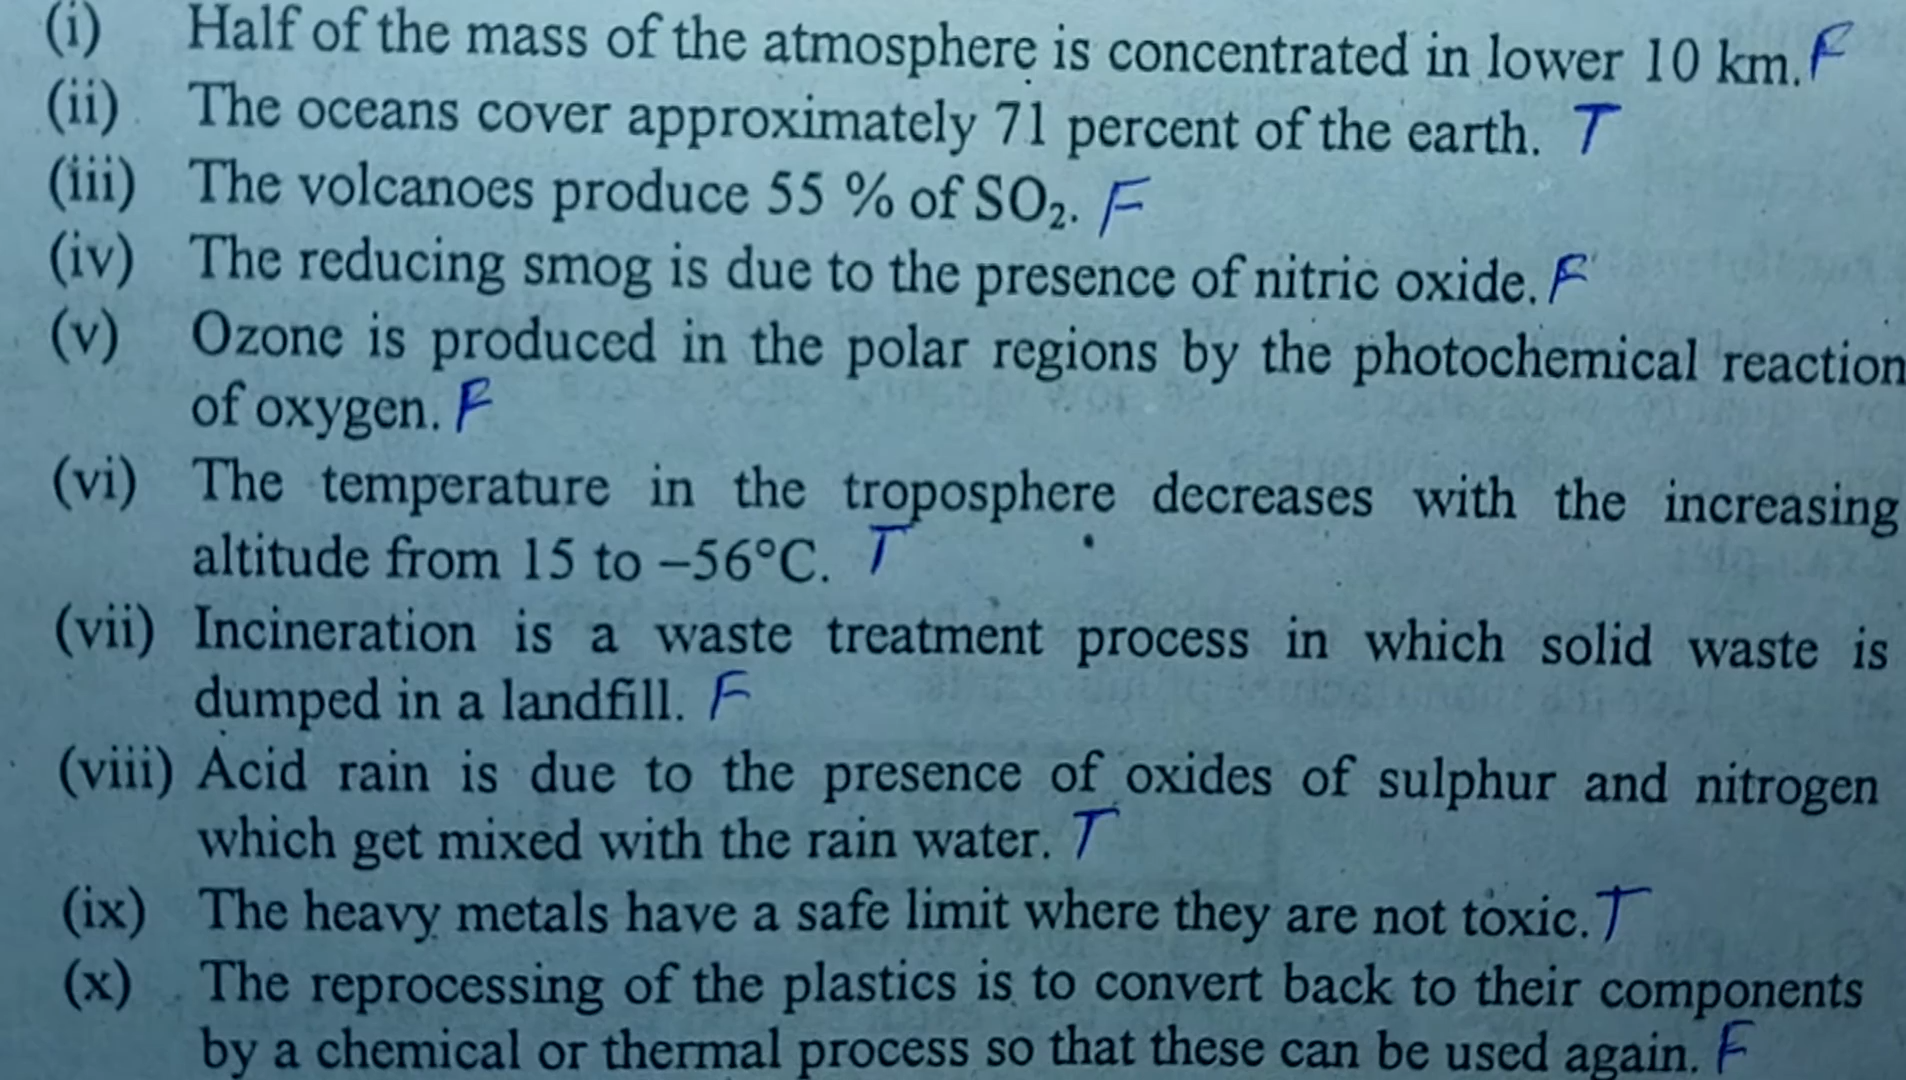 (i) Half of the mass of the atmosphere is concentrated in lower 10 km. F
(ii) The oceans cover approximately 71 percent of the earth. T
(iii) The volcanoes produce 55 % of SO₂. F
(iv) The reducing smog is due to the presence of nitric oxide. F
(v) Ozone is produced in the polar regions by the photochemical reaction
of oxygen. F
(vi) The temperature in the troposphere decreases with the increasing
altitude from 15 to –56°C. T
(vii) Incineration is a waste treatment process in which solid waste is
dumped in a landfill. F
(viii) Acid rain is due to the presence of oxides of sulphur and nitrogen
which get mixed with the rain water. T
(ix) The heavy metals have a safe limit where they are not toxic. T
(x) The reprocessing of the plastics is to convert back to their components
by a chemical or thermal process so that these can be used again. F